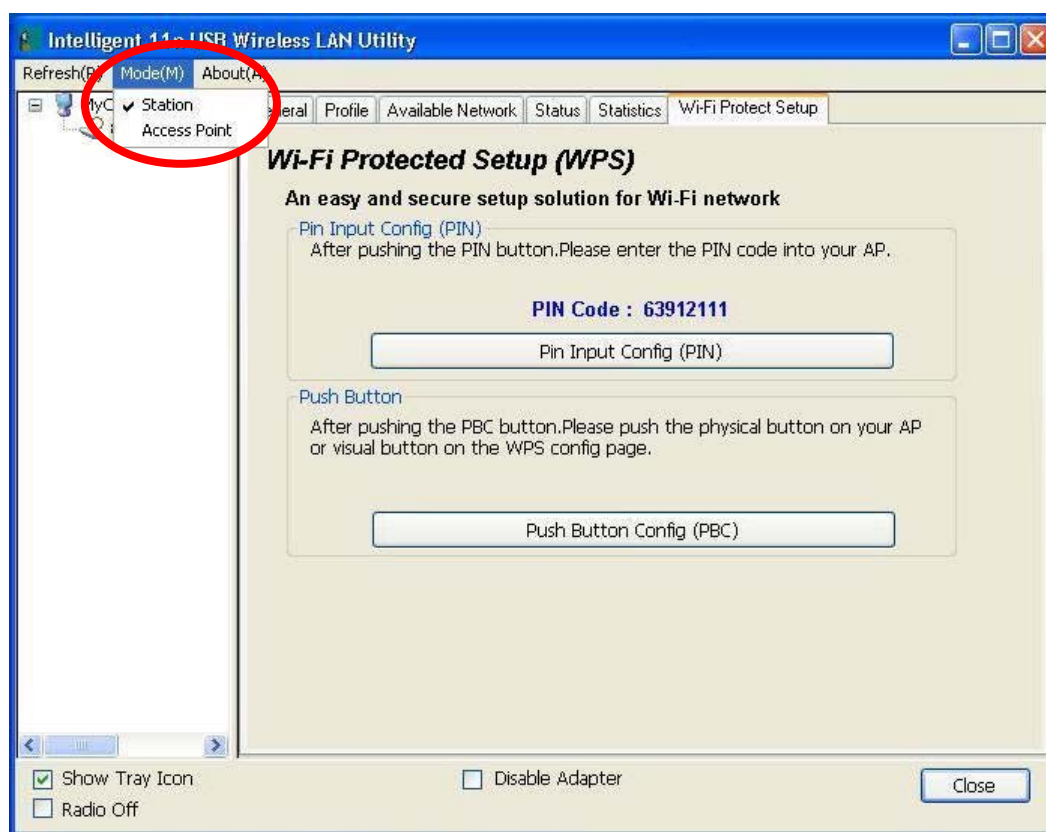 Intelligent 11n USB Wireless LAN Utility
Refresh(R) Mode(M) About(A)
Station
Access Point
Profile Available Network Status Statistics Wi-Fi Protect Setup
Wi-Fi Protected Setup (WPS)
An easy and secure setup solution for Wi-Fi network
Pin Input Config (PIN)
After pushing the PIN button.Please enter the PIN code into your AP.
PIN Code : 63912111
Pin Input Config (PIN)
Push Button
After pushing the PBC button.Please push the physical button on your AP
or visual button on the WPS config page.
Push Button Config (PBC)
Show Tray Icon
Disable Adapter
Close
Radio Off